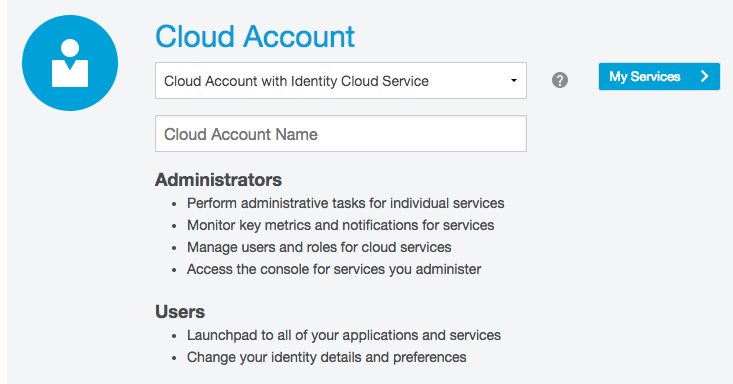 Cloud Account
Cloud Account with Identity Cloud Service
?
My Services
Cloud Account Name
Administrators
• Perform administrative tasks for individual services
• Monitor key metrics and notifications for services
• Manage users and roles for cloud services
• Access the console for services you administer
Users
• Launchpad to all of your applications and services
• Change your identity details and preferences